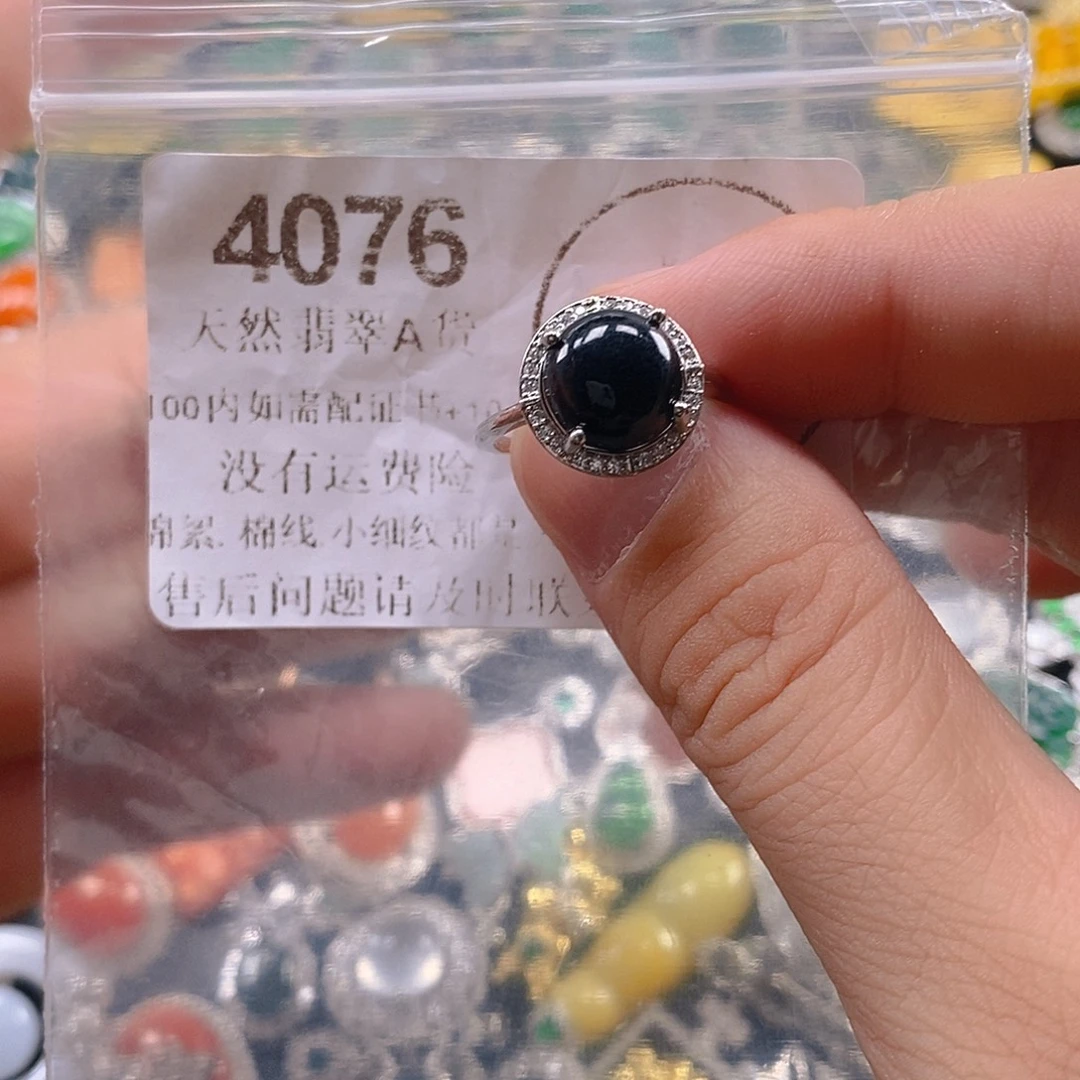 4076
天然翡翠A货
100内如需配证书+10
没有运费险
棉絮.棉线.小细纹都是
售后问题请及时联